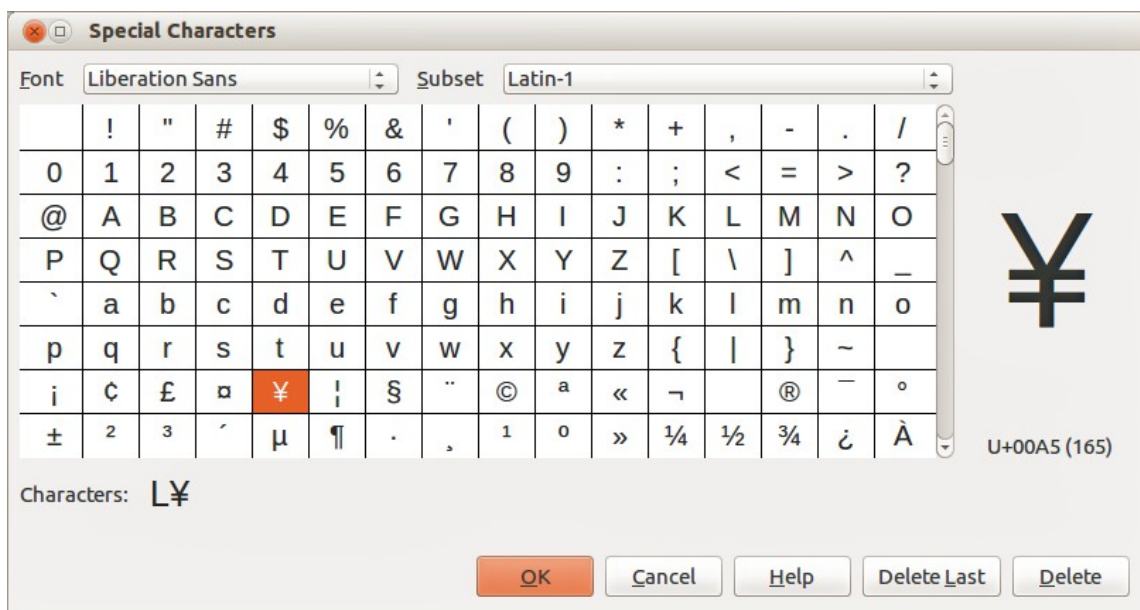 Special Characters
Font Liberation Sans Subset Latin-1
! " # $ % & ' ( ) * + , - . /
0 1 2 3 4 5 6 7 8 9 : ; < = > ?
@ A B C D E F G H I J K L M N O
P Q R S T U V W X Y Z [ \ ] ^ _
` a b c d e f g h i j k l m n o
p q r s t u v w x y z { | } ~
¡ ¢ £ ¤ ¥ ¦ § ¨ © ª « ¬ ® ¯ °
± ² ³ ´ µ ¶ · ¸ ¹ º » ¼ ½ ¾ ¿ À
¥
U+00A5 (165)
Characters: L¥
OK Cancel Help Delete Last Delete